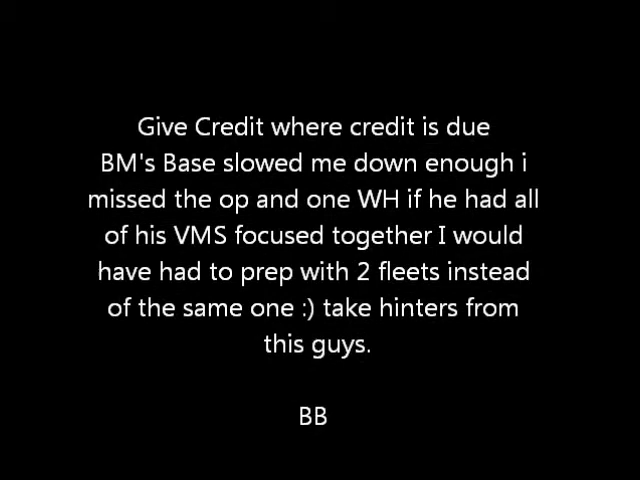 Give Credit where credit is due
BM's Base slowed me down enough i
missed the op and one WH if he had all
of his VMS focused together I would
have had to prep with 2 fleets instead
of the same one :) take hinters from
this guys.
BB